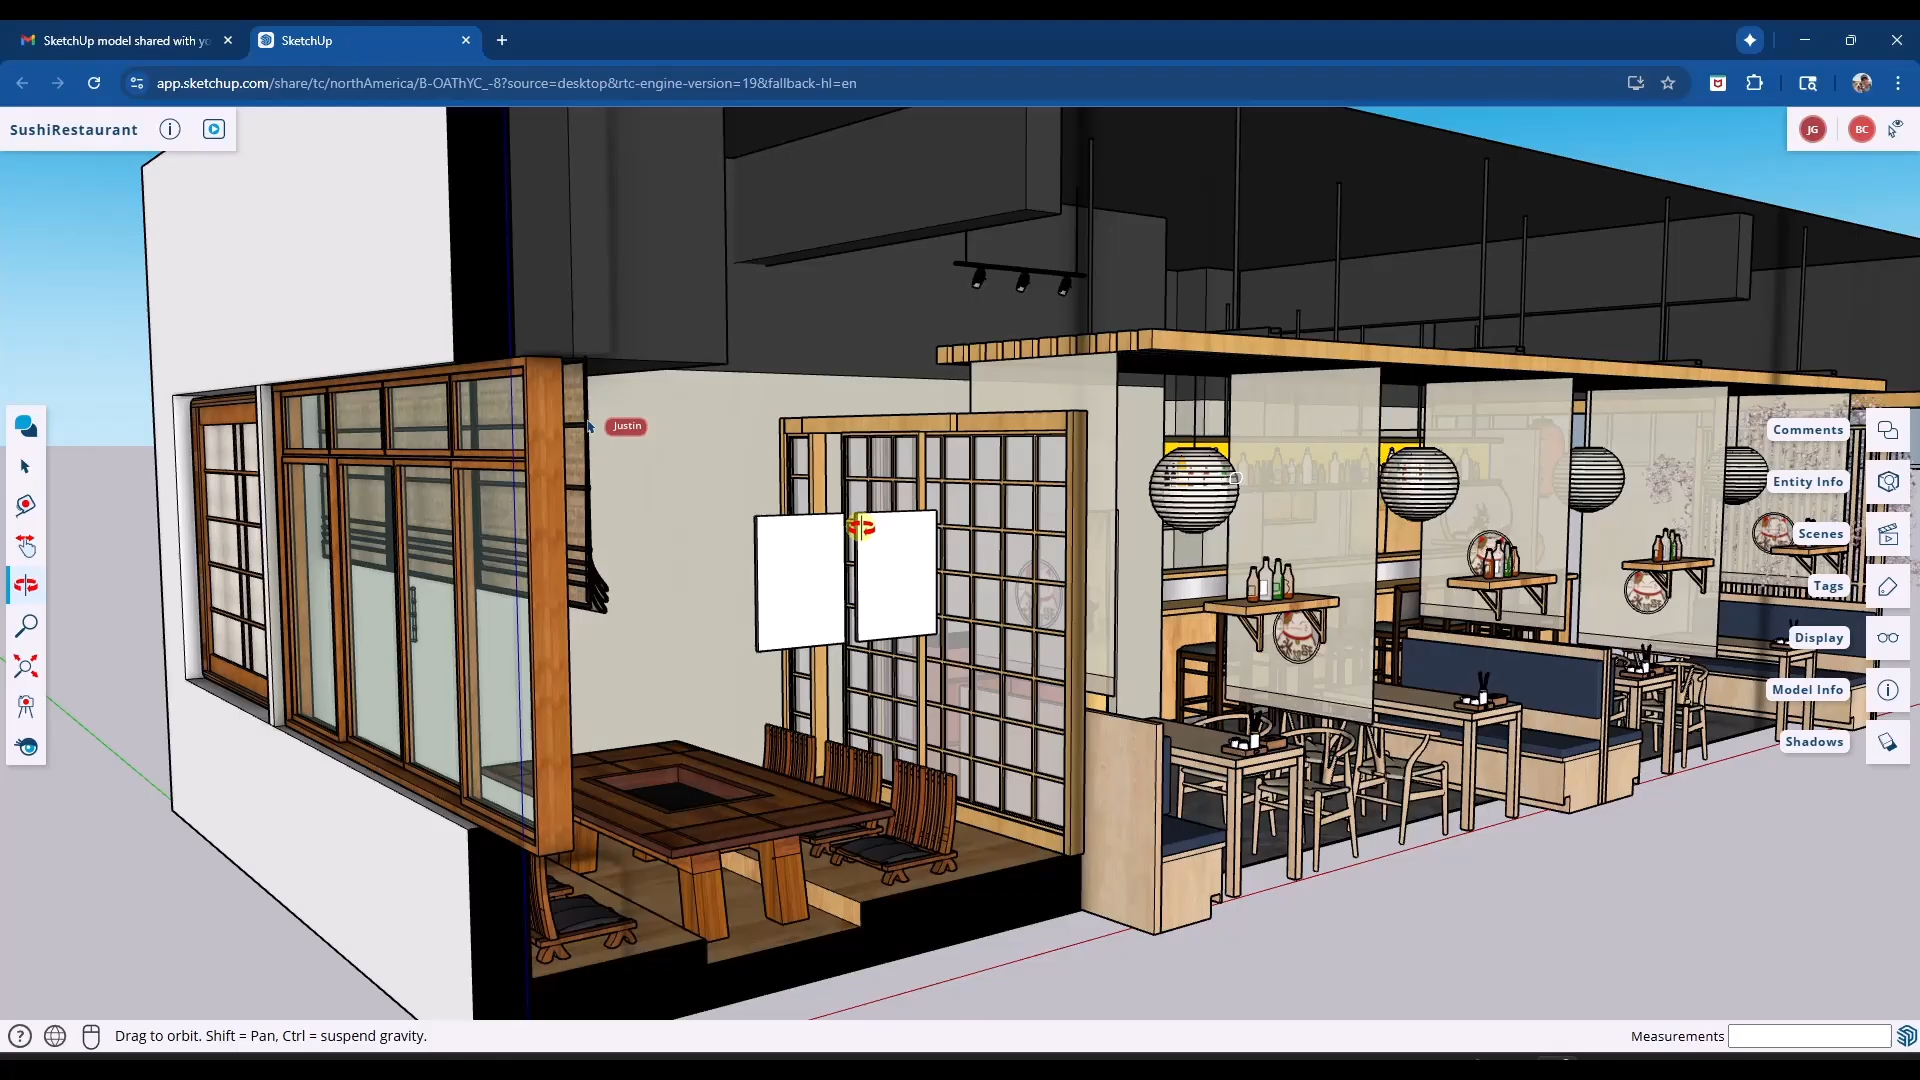 SketchUp model shared with yo
SketchUp
app.sketchup.com/share/tc/northAmerica/B-OAThYC_-8?source=desktop&rtc-engine-version=19&fallback-hl=en
SushiRestaurant
JG
BC
Justin
Comments
Entity Info
Scenes
Tags
Display
Model Info
Shadows
Drag to orbit. Shift = Pan, Ctrl = suspend gravity.
Measurements